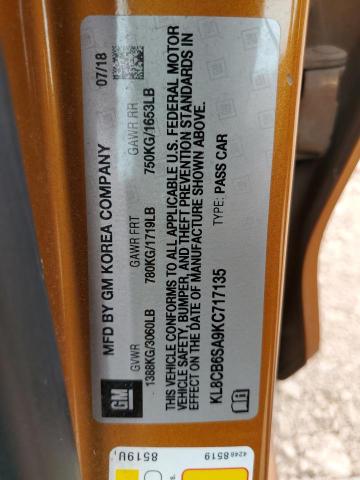 MFD BY GM KOREA COMPANY 07/18
GVWR GAWR FRT GAWR RR
1388KG/3060LB 780KG/1719LB 750KG/1653LB
THIS VEHICLE CONFORMS TO ALL APPLICABLE U.S. FEDERAL MOTOR
VEHICLE SAFETY, BUMPER, AND THEFT PREVENTION STANDARDS IN
EFFECT ON THE DATE OF MANUFACTURE SHOWN ABOVE.
KL8CB6SA9KC717135 TYPE: PASS CAR
GM
8519U
42468519